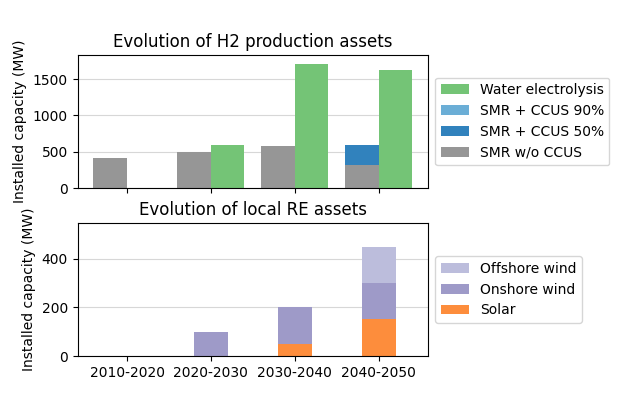 Evolution of H2 production assets
Installed capacity (MW)
1500
1000
500
0
Water electrolysis
SMR + CCUS 90%
SMR + CCUS 50%
SMR w/o CCUS
Evolution of local RE assets
Installed capacity (MW)
400
200
0
Offshore wind
Onshore wind
Solar
2010-2020 2020-2030 2030-2040 2040-2050